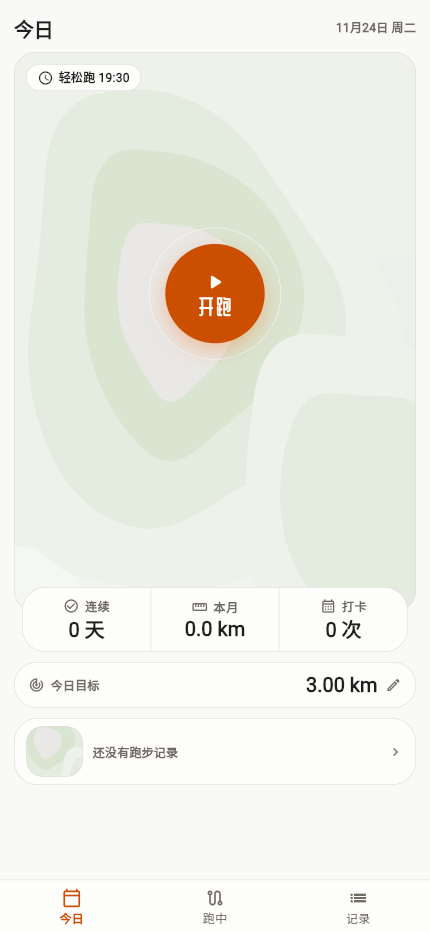 今日
11月24日 周二
轻松跑 19:30
开跑
连续
0 天
本月
0.0 km
打卡
0 次
今日目标
3.00 km
还没有跑步记录
今日
跑中
记录